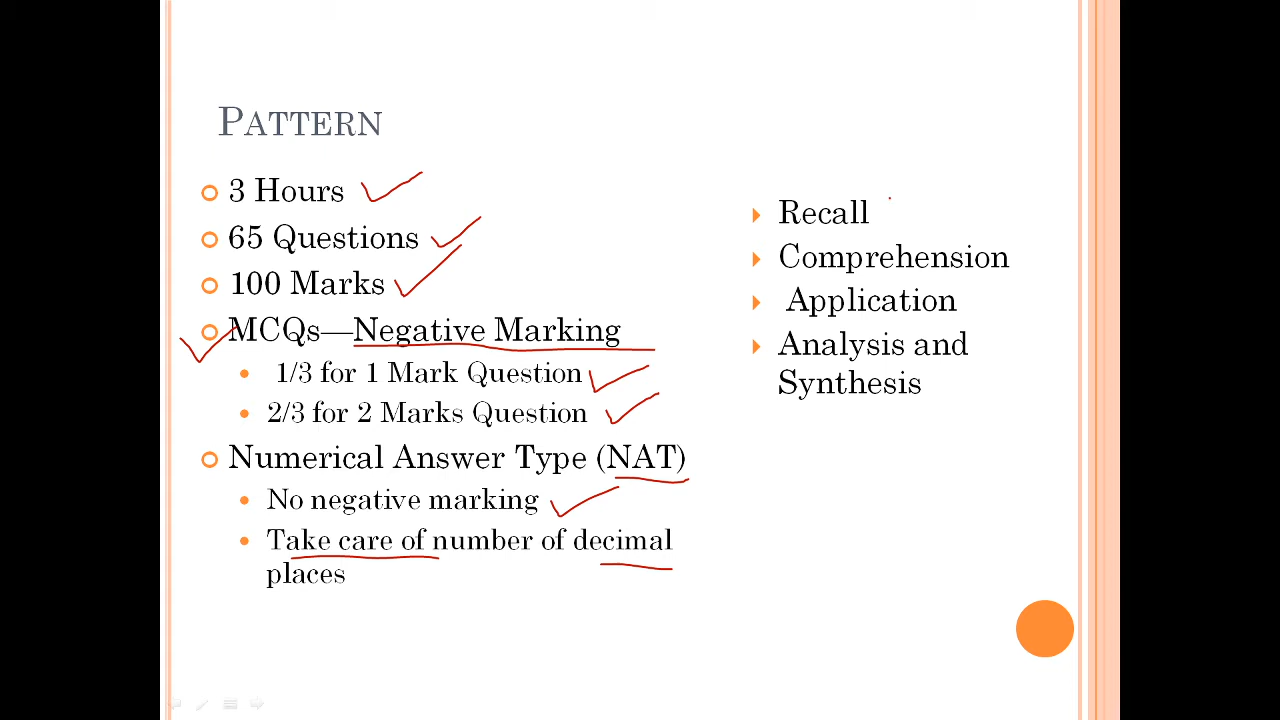 PATTERN
3 Hours
65 Questions
100 Marks
MCQs—Negative Marking
1/3 for 1 Mark Question
2/3 for 2 Marks Question
Numerical Answer Type (NAT)
No negative marking
Take care of number of decimal
places
Recall
Comprehension
Application
Analysis and
Synthesis